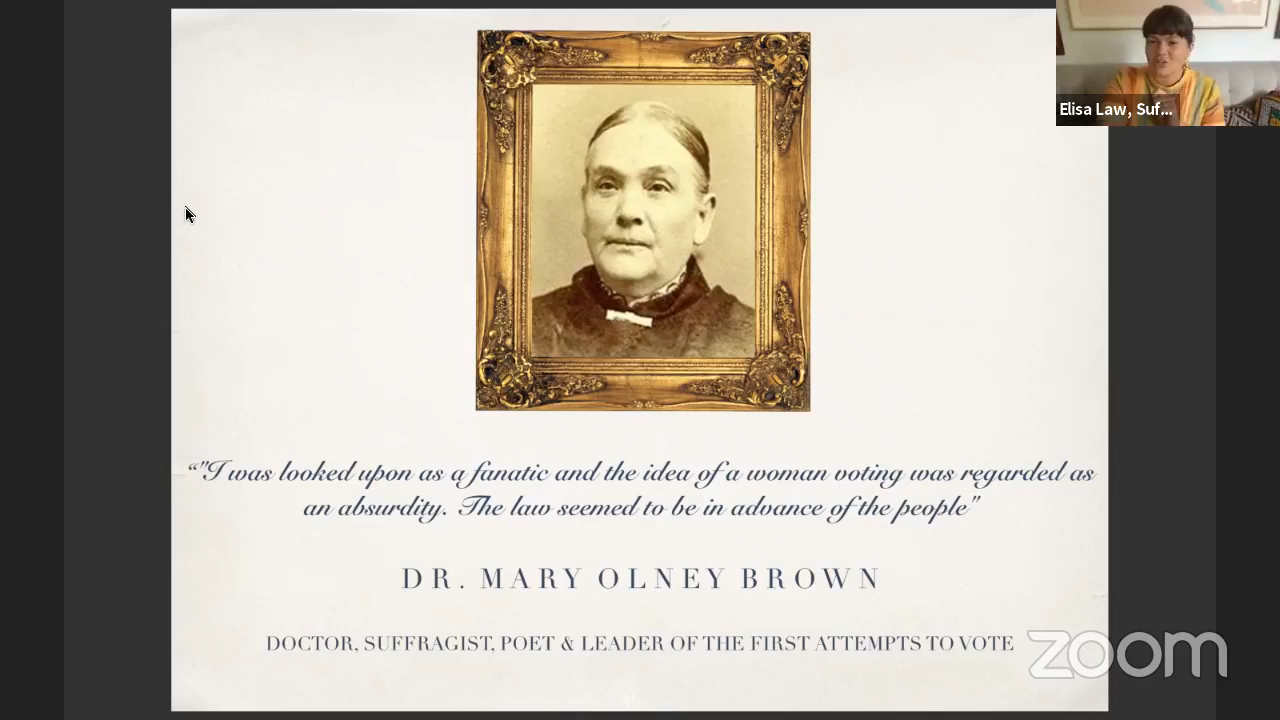 Elisa Law, Suf...
“"I was looked upon as a fanatic and the idea of a woman voting was regarded as
an absurdity. The law seemed to be in advance of the people"
DR. MARY OLNEY BROWN
DOCTOR, SUFFRAGIST, POET & LEADER OF THE FIRST ATTEMPTS TO VOTE
zoom